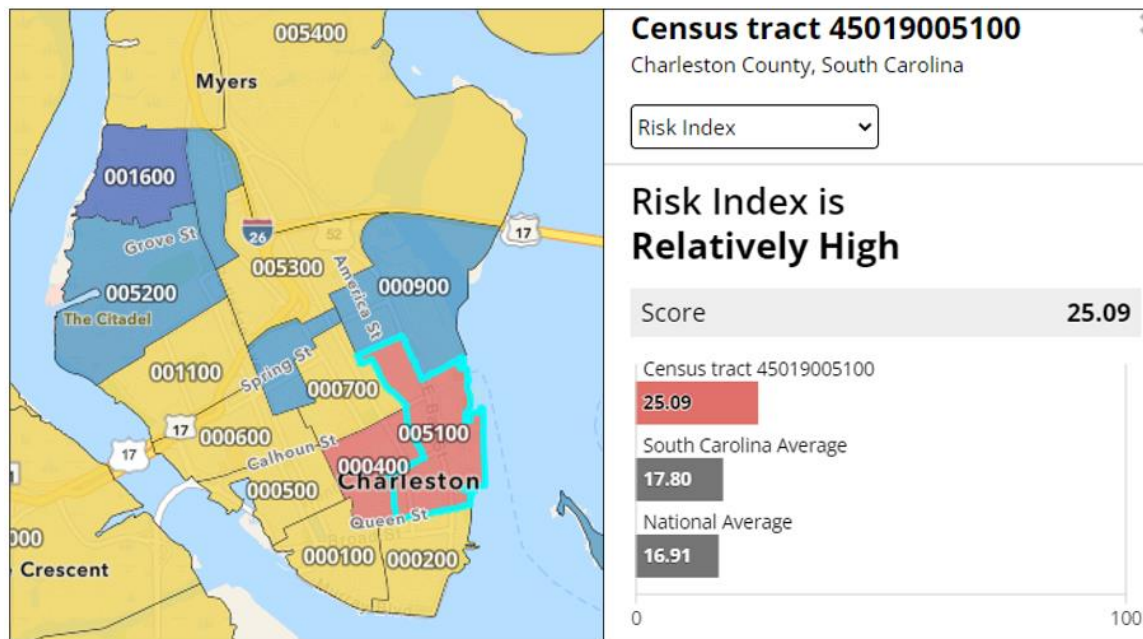 005400
Myers
001600
Grove St
26
52
17
005300
America St
000900
005200
The Citadel
001100
Spring St
000700
17
17
000600
Calhoun St
005100
000400
Charleston
000500
Queen St
Broad St
000100
000200
000
Crescent
Census tract 45019005100
Charleston County, South Carolina
Risk Index
Risk Index is
Relatively High
Score 25.09
Census tract 45019005100
25.09
South Carolina Average
17.80
National Average
16.91
0 100